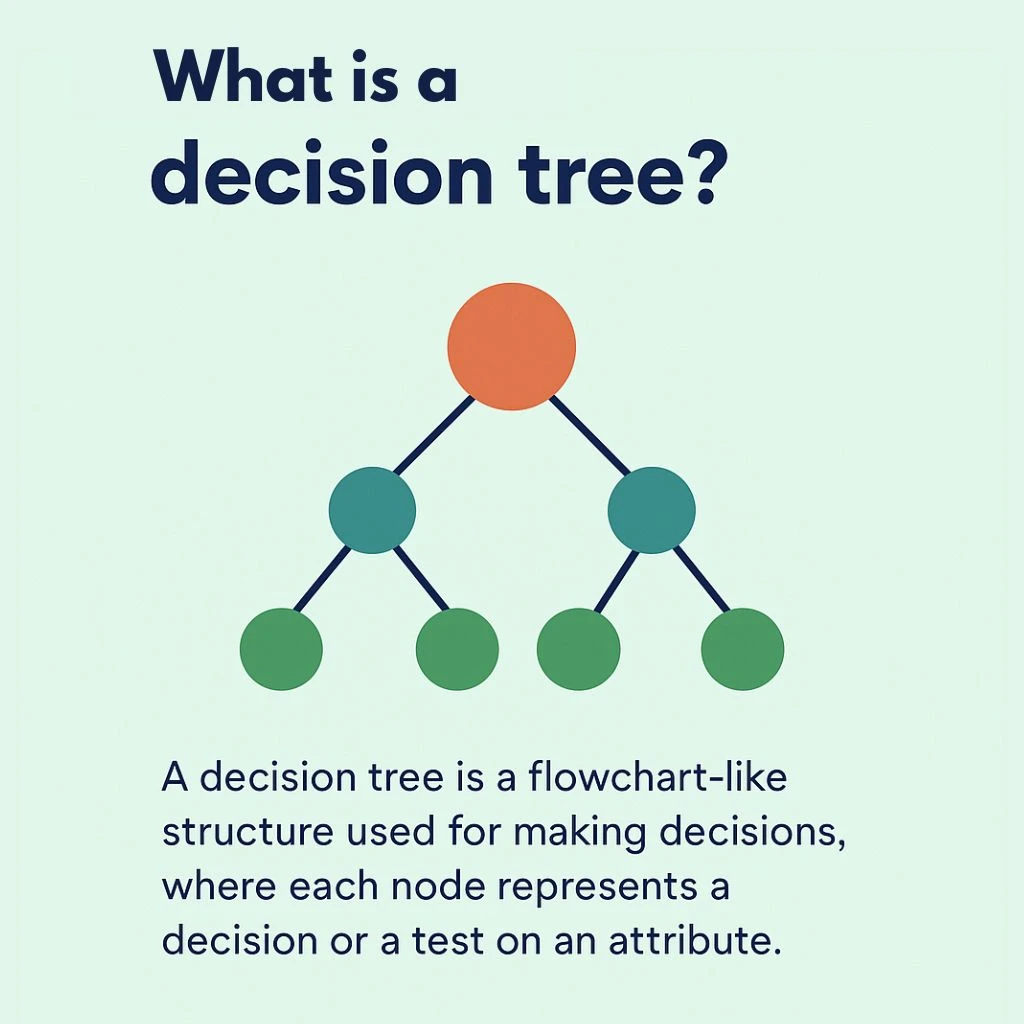 What is a
decision tree?
A decision tree is a flowchart-like
structure used for making decisions,
where each node represents a
decision or a test on an attribute.